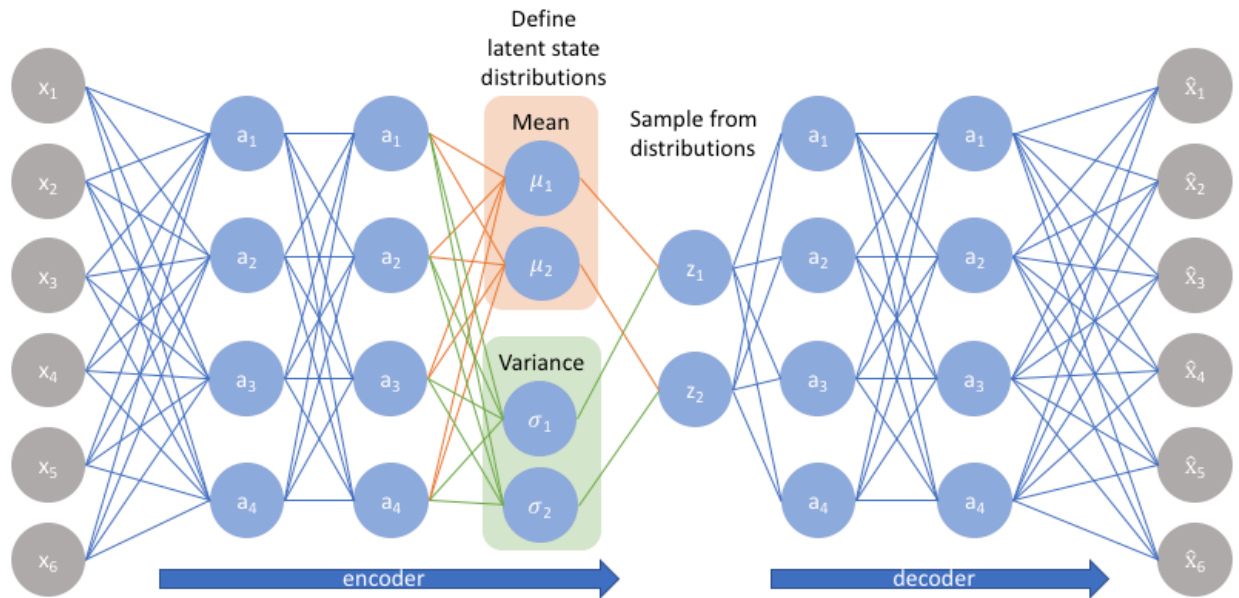 Define
latent state
distributions
x₁
x₂
x₃
x₄
x₅
x₆
a₁
a₂
a₃
a₄
a₁
a₂
a₃
a₄
Mean
μ₁
μ₂
Variance
σ₁
σ₂
Sample from
distributions
z₁
z₂
a₁
a₂
a₃
a₄
a₁
a₂
a₃
a₄
x̂₁
x̂₂
x̂₃
x̂₄
x̂₅
x̂₆
encoder
decoder